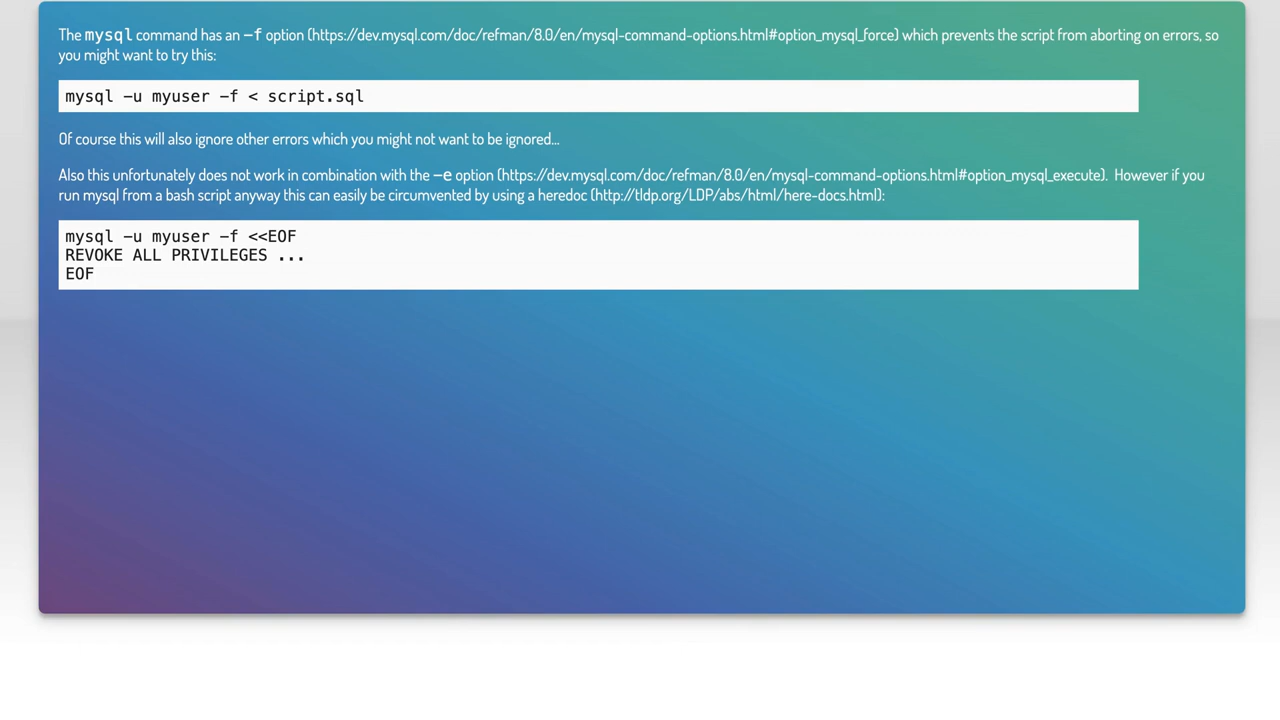 The mysql command has an -f option (https://dev.mysql.com/doc/refman/8.0/en/mysql-command-options.html#option_mysql_force) which prevents the script from aborting on errors, so
you might want to try this:
mysql -u myuser -f < script.sql
Of course this will also ignore other errors which you might not want to be ignored...
Also this unfortunately does not work in combination with the -e option (https://dev.mysql.com/doc/refman/8.0/en/mysql-command-options.html#option_mysql_execute).  However if you
run mysql from a bash script anyway this can easily be circumvented by using a heredoc (http://tldp.org/LDP/abs/html/here-docs.html):
mysql -u myuser -f <<EOF
REVOKE ALL PRIVILEGES ...
EOF